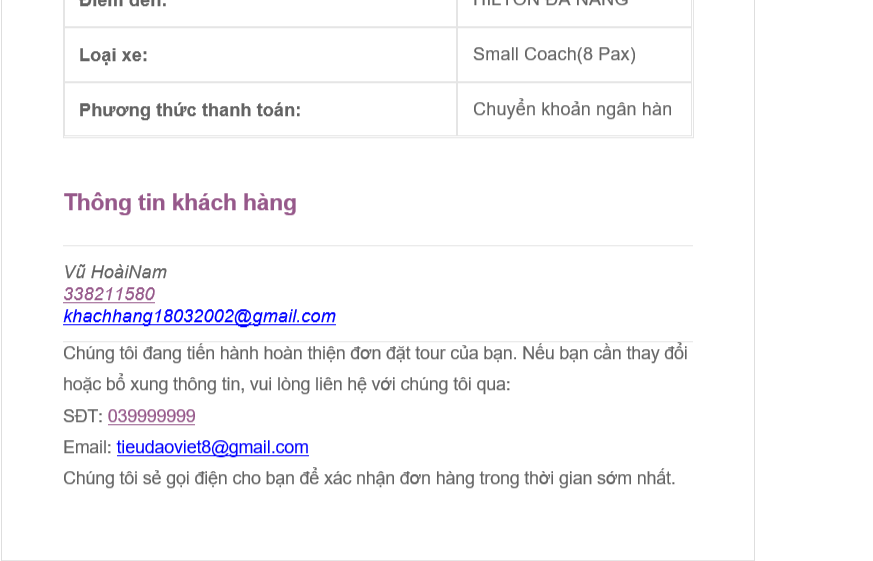 Điểm đến: HILTON ĐÀ NẴNG
Loại xe: Small Coach(8 Pax)
Phương thức thanh toán: Chuyển khoản ngân hàn
Thông tin khách hàng
Vũ HoàiNam
338211580
khachhang18032002@gmail.com
Chúng tôi đang tiến hành hoàn thiện đơn đặt tour của bạn. Nếu bạn cần thay đổi
hoặc bổ xung thông tin, vui lòng liên hệ với chúng tôi qua:
SĐT: 039999999
Email: tieudaoviet8@gmail.com
Chúng tôi sẻ gọi điện cho bạn để xác nhận đơn hàng trong thời gian sớm nhất.